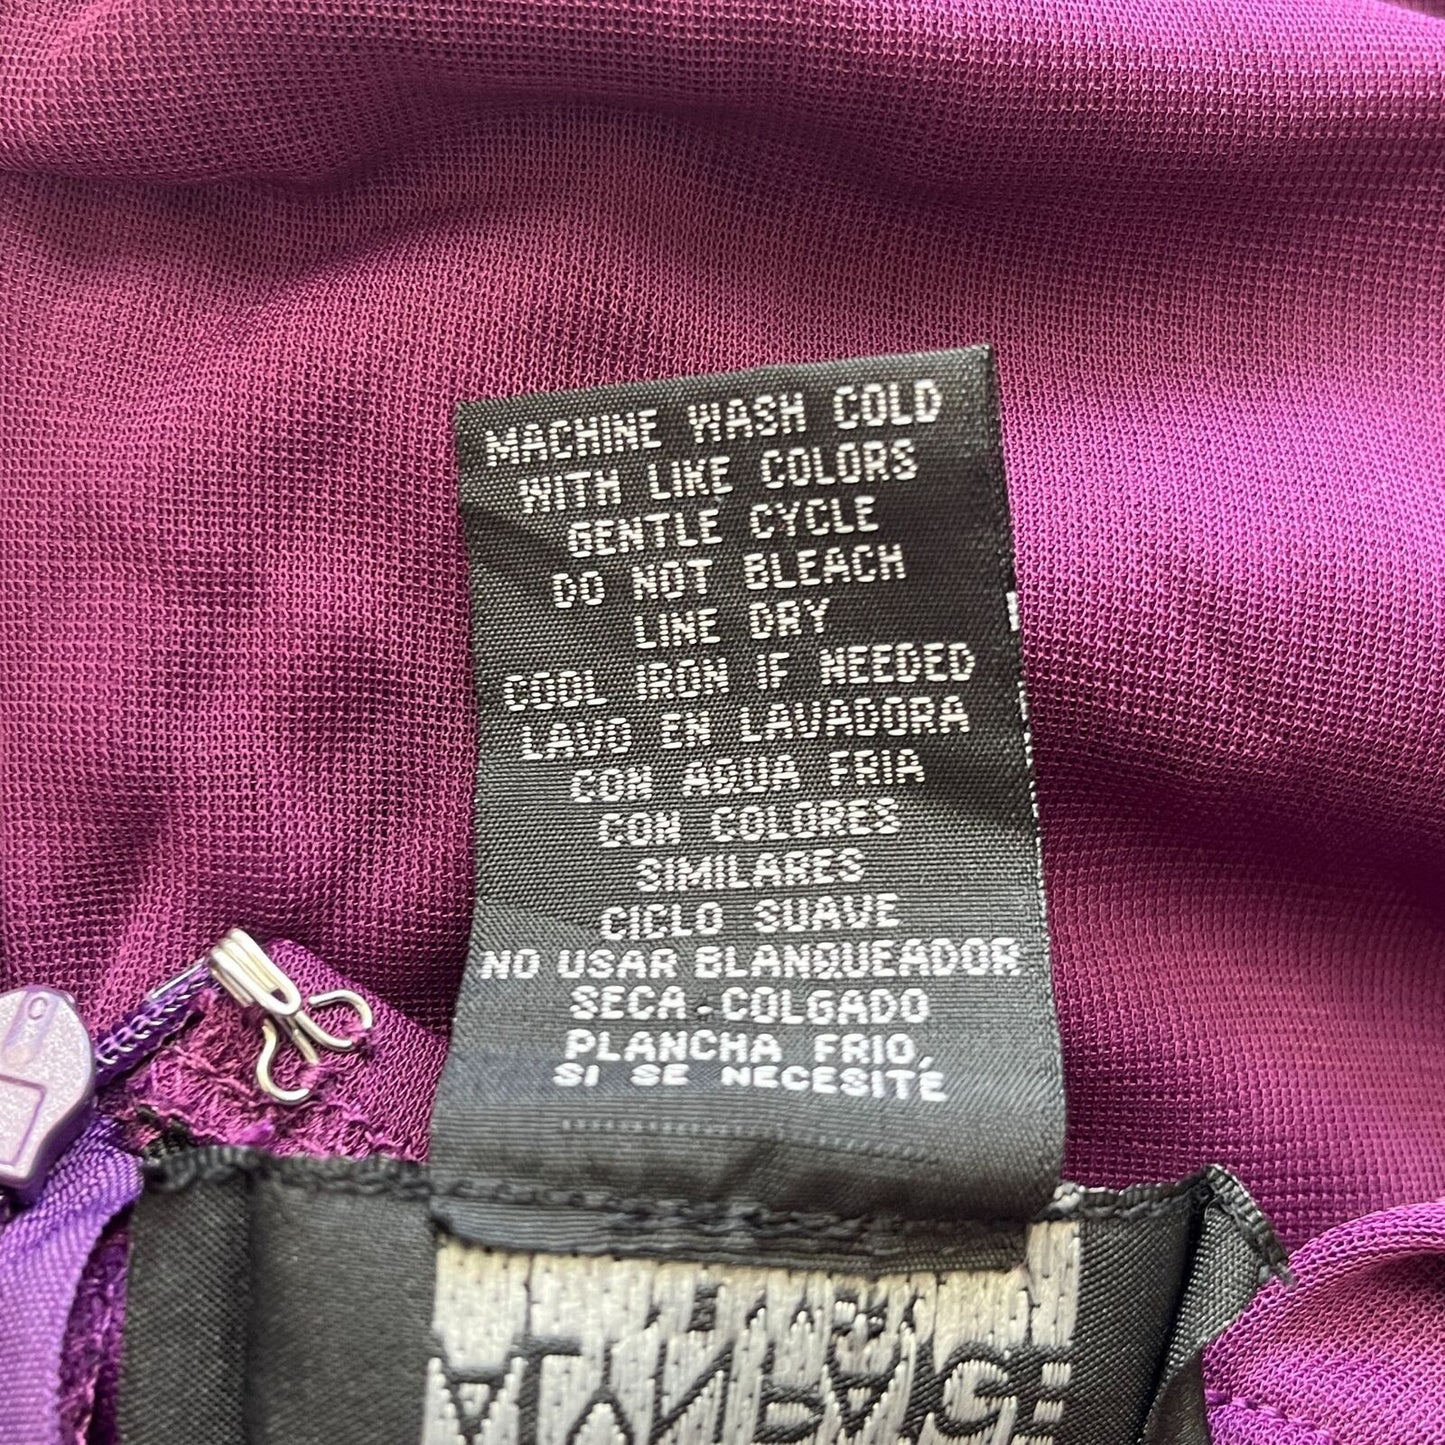 MACHINE WASH COLD
WITH LIKE COLORS
GENTLE CYCLE
DO NOT BLEACH
LINE DRY
COOL IRON IF NEEDED
LAVO EN LAVADORA
CON AQUA FRIA
CON COLORES
SIMILARES
CICLO SUAVE
NO USAR BLANQUEADOR
SECA-COLGADO
PLANCHA FRIO,
SI SE NECESITE